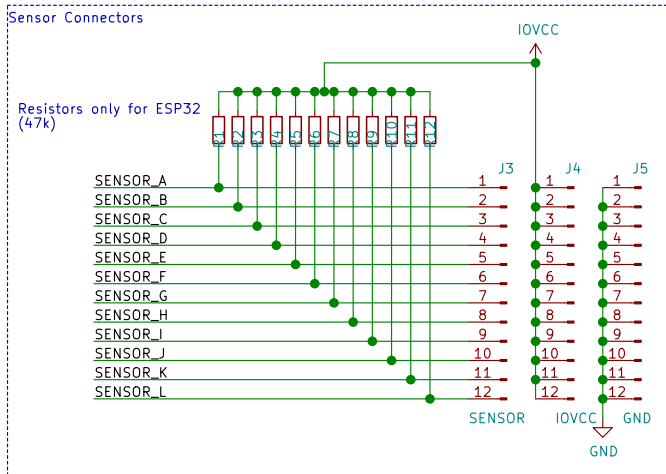 Sensor Connectors
IOVCC
Resistors only for ESP32
(47k)
R1 R2 R3 R4 R5 R6 R7 R8 R9 R10 R11 R12
J3 J4 J5
SENSOR_A 1 1 1
SENSOR_B 2 2 2
SENSOR_C 3 3 3
SENSOR_D 4 4 4
SENSOR_E 5 5 5
SENSOR_F 6 6 6
SENSOR_G 7 7 7
SENSOR_H 8 8 8
SENSOR_I 9 9 9
SENSOR_J 10 10 10
SENSOR_K 11 11 11
SENSOR_L 12 12 12
SENSOR IOVCC GND
GND